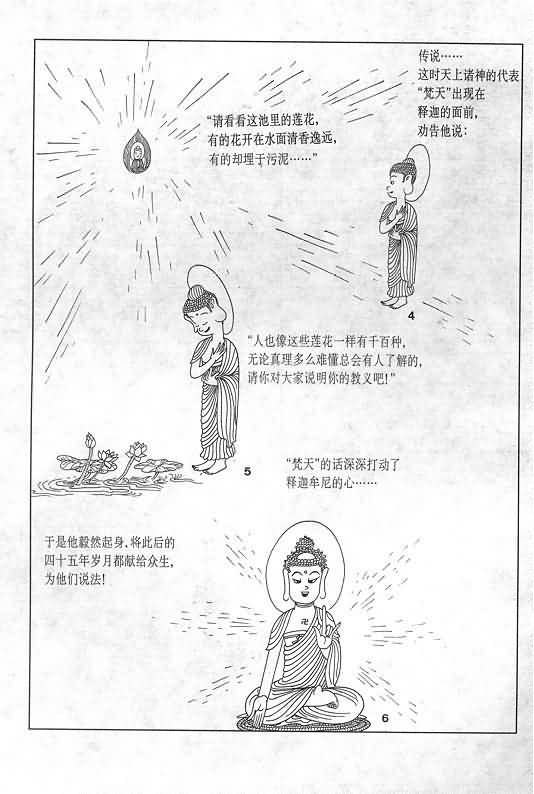 传说……
这时天上诸神的代表
“梵天”出现在
释迦的面前，
劝告他说：
4
“请看看这池里的莲花，
有的花开在水面清香逸远，
有的却埋于污泥……”
“人也像这些莲花一样有千百种，
无论真理多么难懂总会有人了解的，
请你对大家说明你的教义吧！”
5
“梵天”的话深深打动了
释迦牟尼的心……
于是他毅然起身，将此后的
四十五年岁月都献给众生，
为他们说法！
卍
6